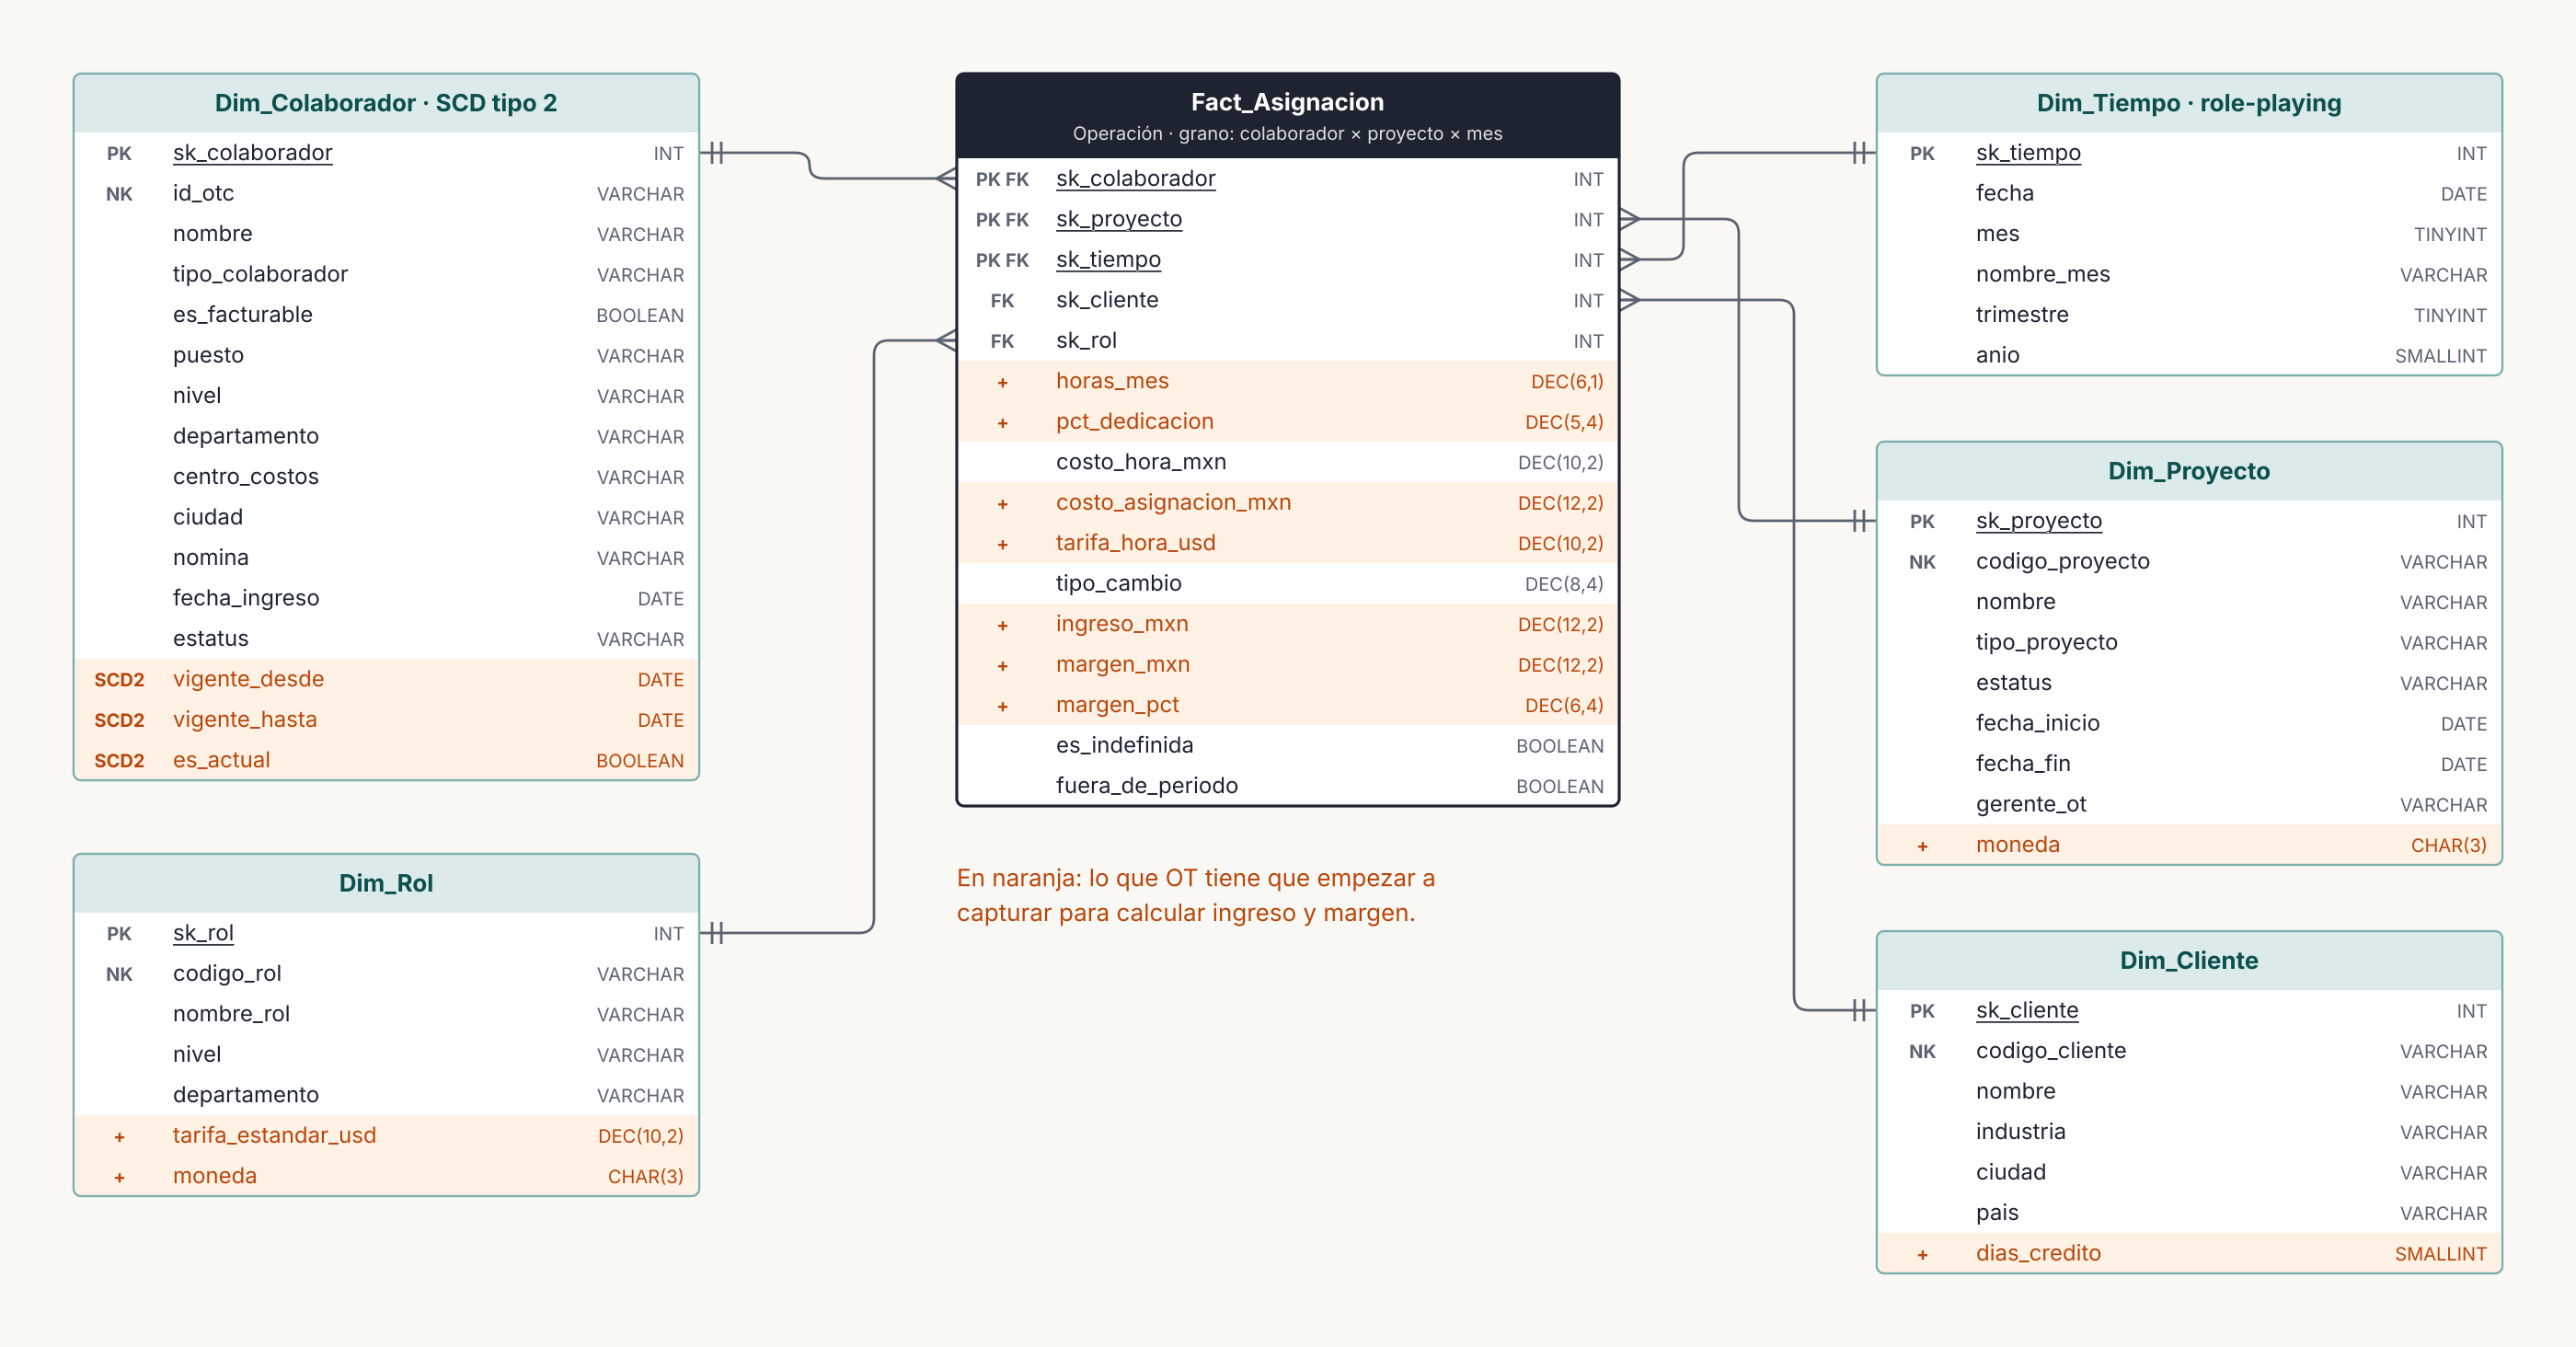 Dim_Colaborador · SCD tipo 2
PK sk_colaborador INT
NK id_otc VARCHAR
nombre VARCHAR
tipo_colaborador VARCHAR
es_facturable BOOLEAN
puesto VARCHAR
nivel VARCHAR
departamento VARCHAR
centro_costos VARCHAR
ciudad VARCHAR
nomina VARCHAR
fecha_ingreso DATE
estatus VARCHAR
SCD2 vigente_desde DATE
SCD2 vigente_hasta DATE
SCD2 es_actual BOOLEAN
Dim_Rol
PK sk_rol INT
NK codigo_rol VARCHAR
nombre_rol VARCHAR
nivel VARCHAR
departamento VARCHAR
+ tarifa_estandar_usd DEC(10,2)
+ moneda CHAR(3)
Fact_Asignacion
Operación · grano: colaborador × proyecto × mes
PK FK sk_colaborador INT
PK FK sk_proyecto INT
PK FK sk_tiempo INT
FK sk_cliente INT
FK sk_rol INT
+ horas_mes DEC(6,1)
+ pct_dedicacion DEC(5,4)
costo_hora_mxn DEC(10,2)
+ costo_asignacion_mxn DEC(12,2)
+ tarifa_hora_usd DEC(10,2)
tipo_cambio DEC(8,4)
+ ingreso_mxn DEC(12,2)
+ margen_mxn DEC(12,2)
+ margen_pct DEC(6,4)
es_indefinida BOOLEAN
fuera_de_periodo BOOLEAN
En naranja: lo que OT tiene que empezar a
capturar para calcular ingreso y margen.
Dim_Tiempo · role-playing
PK sk_tiempo INT
fecha DATE
mes TINYINT
nombre_mes VARCHAR
trimestre TINYINT
anio SMALLINT
Dim_Proyecto
PK sk_proyecto INT
NK codigo_proyecto VARCHAR
nombre VARCHAR
tipo_proyecto VARCHAR
estatus VARCHAR
fecha_inicio DATE
fecha_fin DATE
gerente_ot VARCHAR
+ moneda CHAR(3)
Dim_Cliente
PK sk_cliente INT
NK codigo_cliente VARCHAR
nombre VARCHAR
industria VARCHAR
ciudad VARCHAR
pais VARCHAR
+ dias_credito SMALLINT